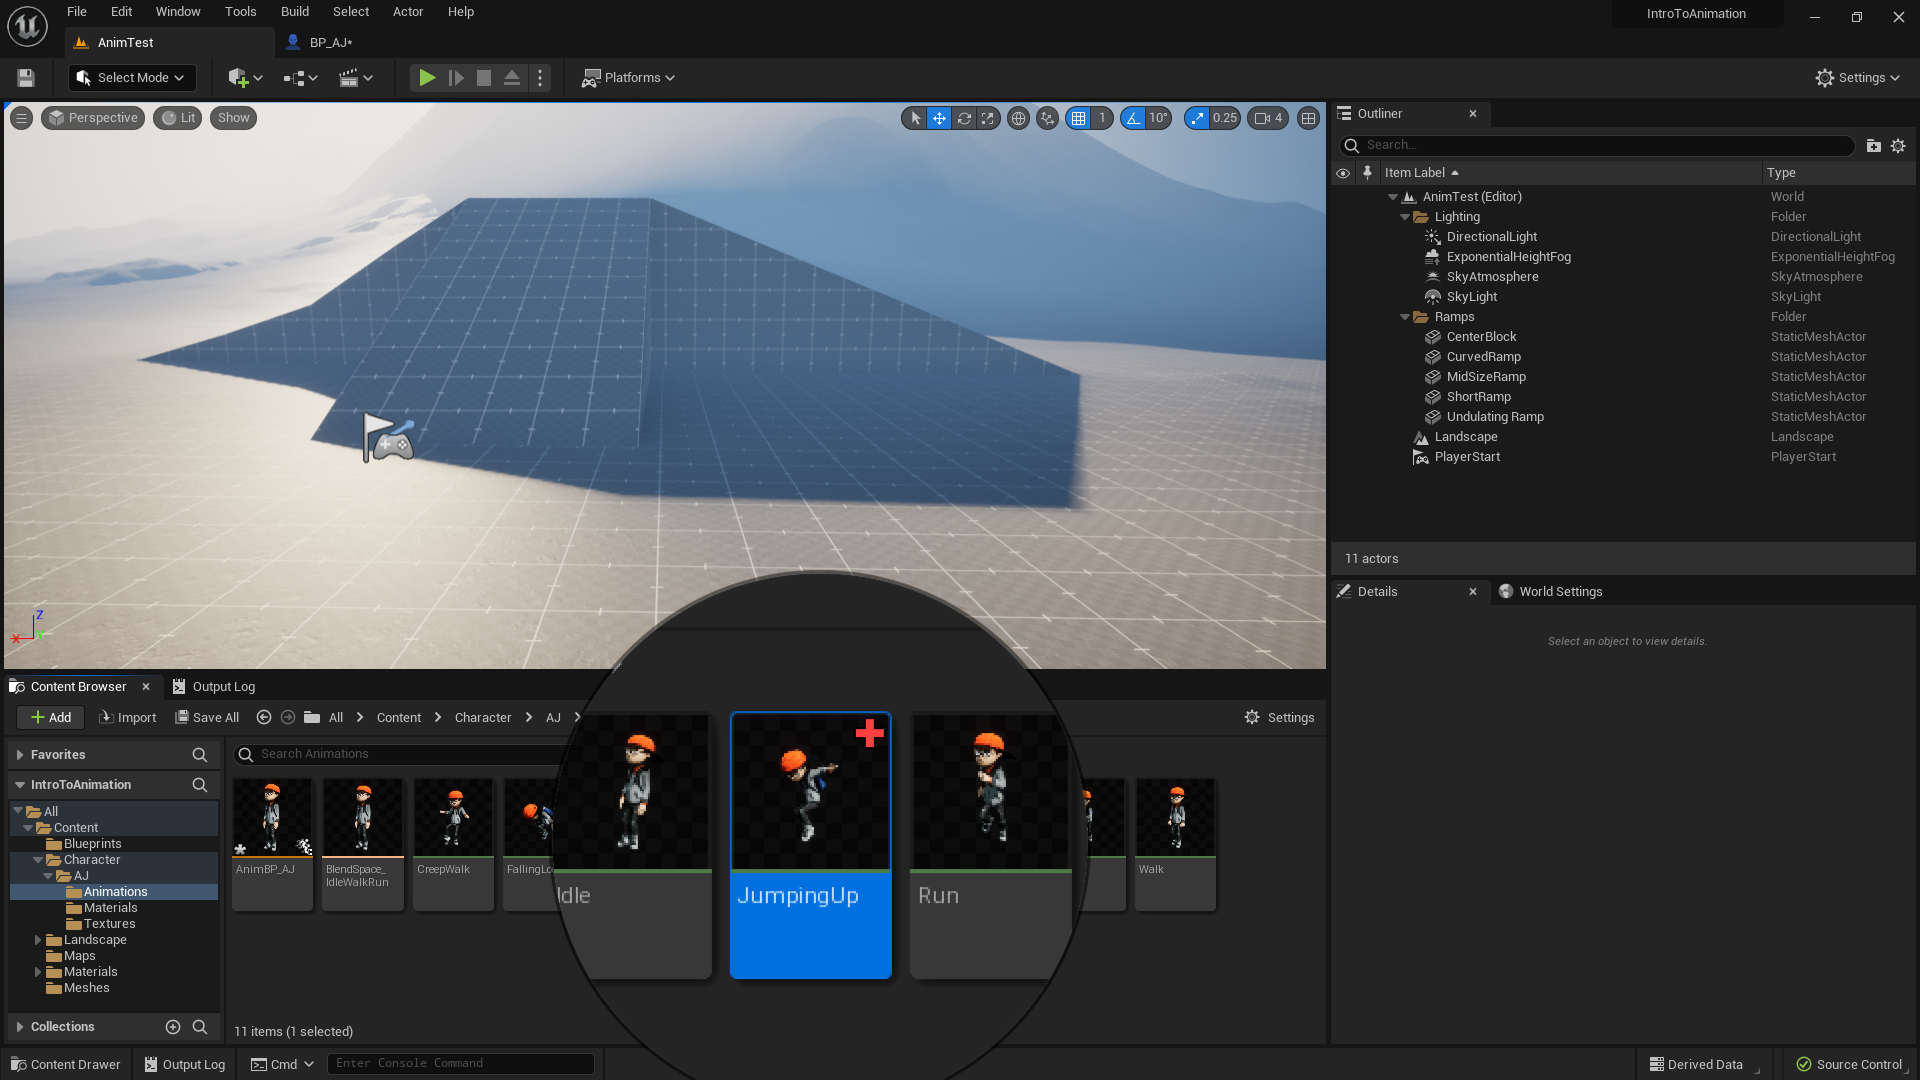 File Edit Window Tools Build Select Actor Help
IntroToAnimation
AnimTest
BP_AJ*
Select Mode
Platforms
Settings
Perspective
Lit
Show
1
10°
0.25
4
Outliner
Search...
Item Label
Type
AnimTest (Editor)
World
Lighting
Folder
DirectionalLight
DirectionalLight
ExponentialHeightFog
ExponentialHeightFog
SkyAtmosphere
SkyAtmosphere
SkyLight
SkyLight
Ramps
Folder
CenterBlock
StaticMeshActor
CurvedRamp
StaticMeshActor
MidSizeRamp
StaticMeshActor
ShortRamp
StaticMeshActor
Undulating Ramp
StaticMeshActor
Landscape
Landscape
PlayerStart
PlayerStart
11 actors
Details
World Settings
Select an object to view details.
Z
X
Content Browser
Output Log
Add
Import
Save All
All
Content
Character
AJ
Settings
Favorites
IntroToAnimation
All
Content
Blueprints
Character
AJ
Animations
Materials
Textures
Landscape
Maps
Materials
Meshes
Collections
Search Animations
AnimBP_AJ
BlendSpace_
IdleWalkRun
CreepWalk
Idle
JumpingUp
Run
Walk
11 items (1 selected)
Content Drawer
Output Log
Cmd
Enter Console Command
Derived Data
Source Control